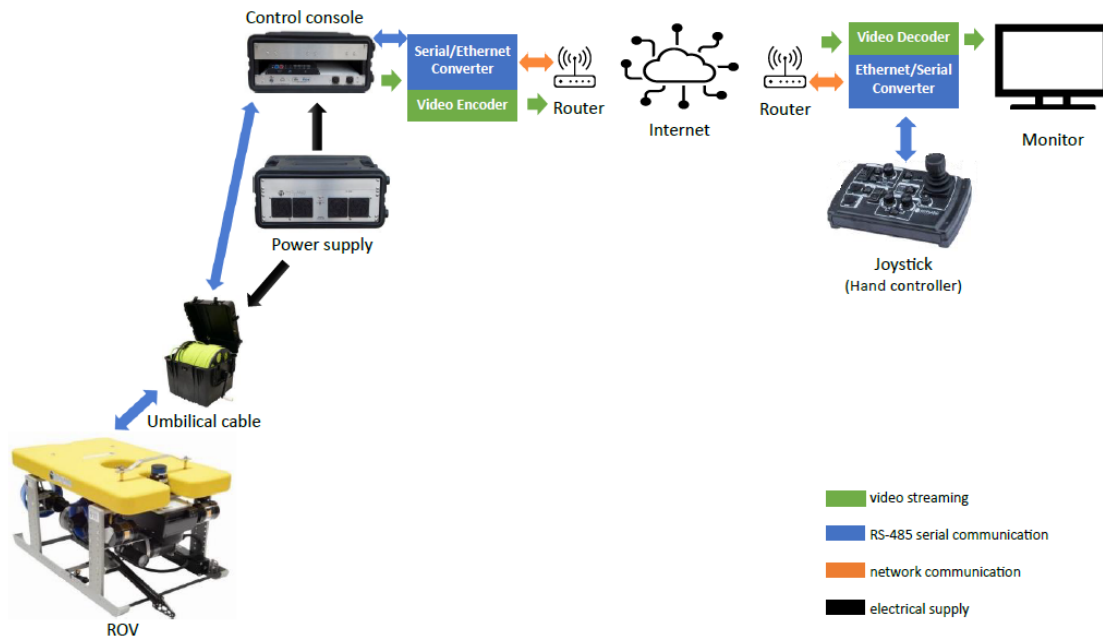 Control console
Serial/Ethernet
Converter
Video Encoder
Router
Internet
Router
Video Decoder
Ethernet/Serial
Converter
Monitor
Power supply
Joystick
(Hand controller)
Umbilical cable
ROV
video streaming
RS-485 serial communication
network communication
electrical supply